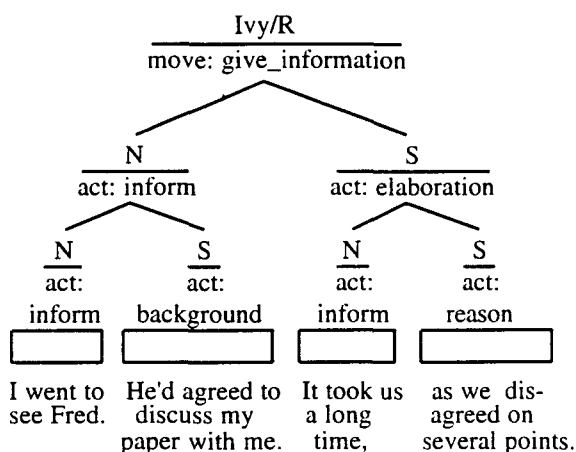 Ivy/R
move: give_information
N S
act: inform act: elaboration
N S N S
act: act: act: act:
inform background inform reason
I went to He'd agreed to It took us as we dis-
see Fred. discuss my a long agreed on
paper with me. time, several points.